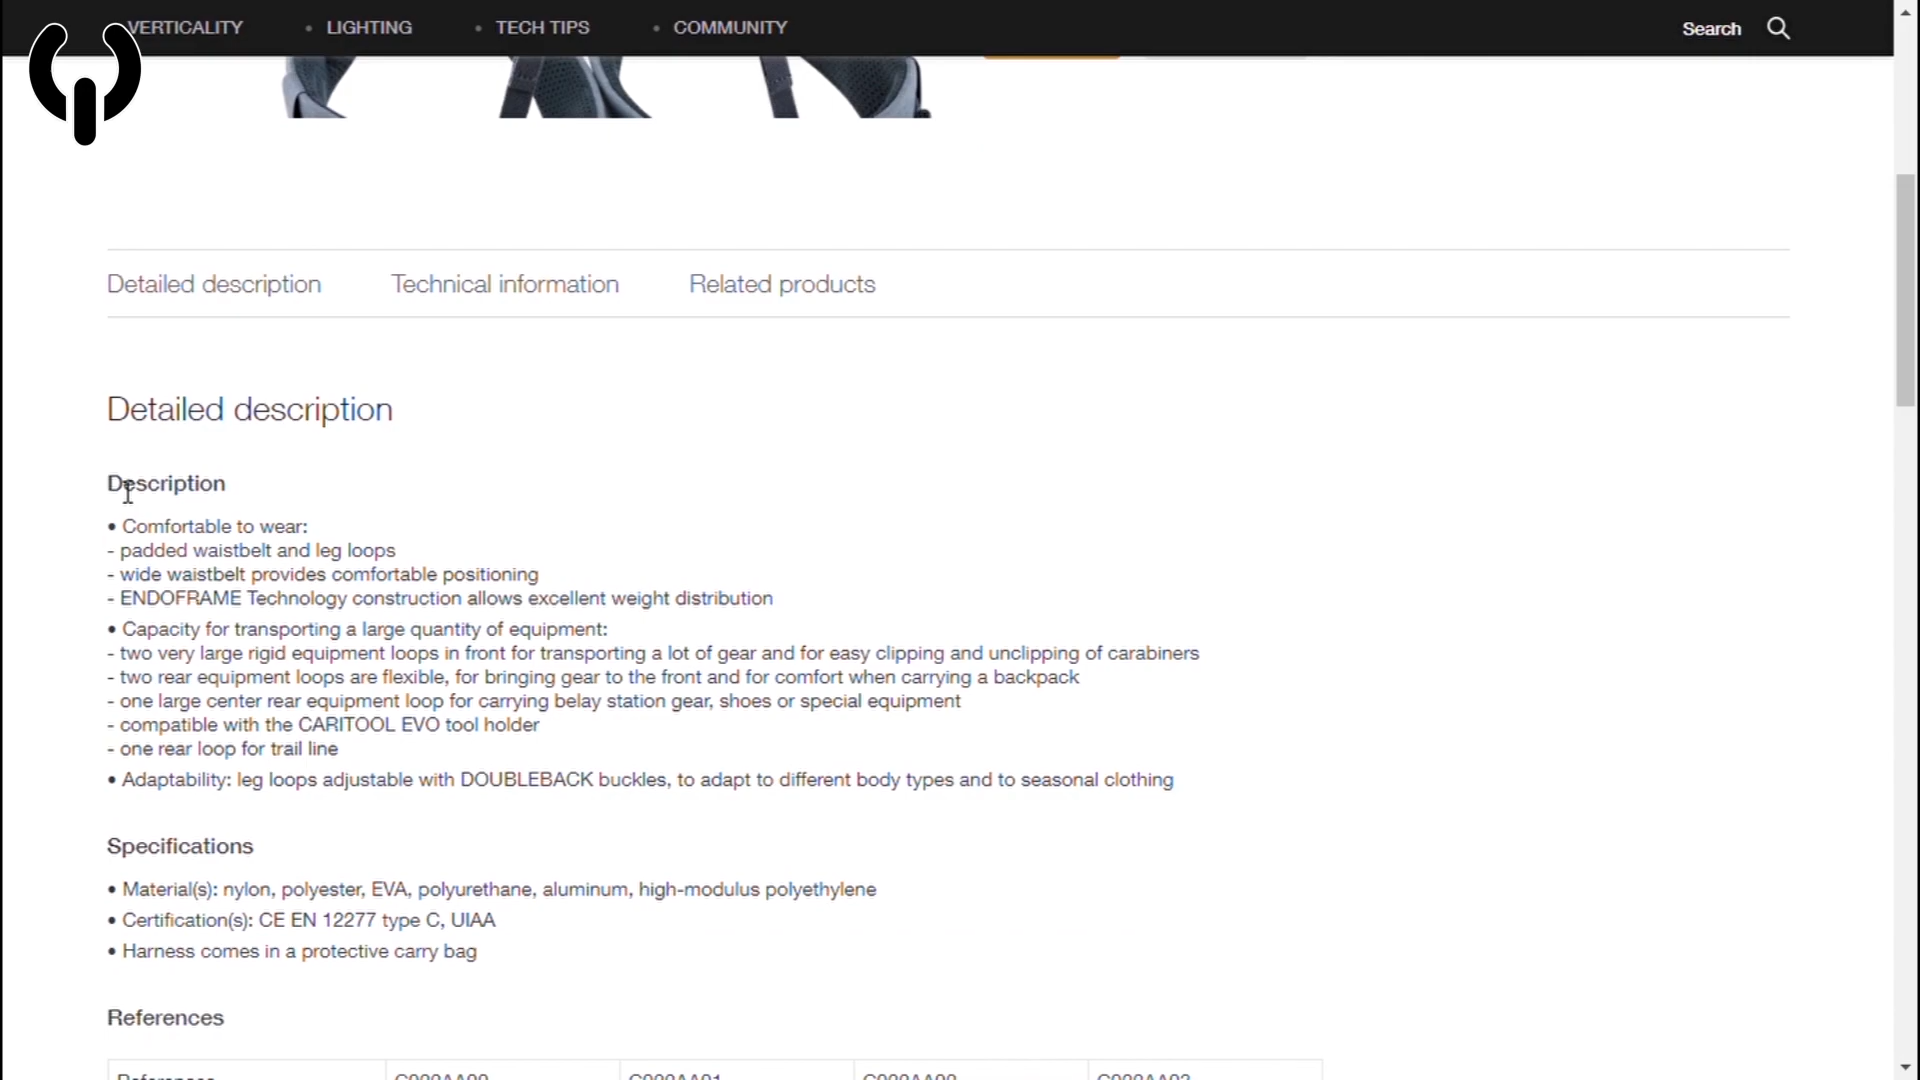 VERTICALITY • LIGHTING • TECH TIPS • COMMUNITY Search
Detailed description Technical information Related products
Detailed description
Description
• Comfortable to wear:
- padded waistbelt and leg loops
- wide waistbelt provides comfortable positioning
- ENDOFRAME Technology construction allows excellent weight distribution
• Capacity for transporting a large quantity of equipment:
- two very large rigid equipment loops in front for transporting a lot of gear and for easy clipping and unclipping of carabiners
- two rear equipment loops are flexible, for bringing gear to the front and for comfort when carrying a backpack
- one large center rear equipment loop for carrying belay station gear, shoes or special equipment
- compatible with the CARITOOL EVO tool holder
- one rear loop for trail line
• Adaptability: leg loops adjustable with DOUBLEBACK buckles, to adapt to different body types and to seasonal clothing
Specifications
• Material(s): nylon, polyester, EVA, polyurethane, aluminum, high-modulus polyethylene
• Certification(s): CE EN 12277 type C, UIAA
• Harness comes in a protective carry bag
References
References